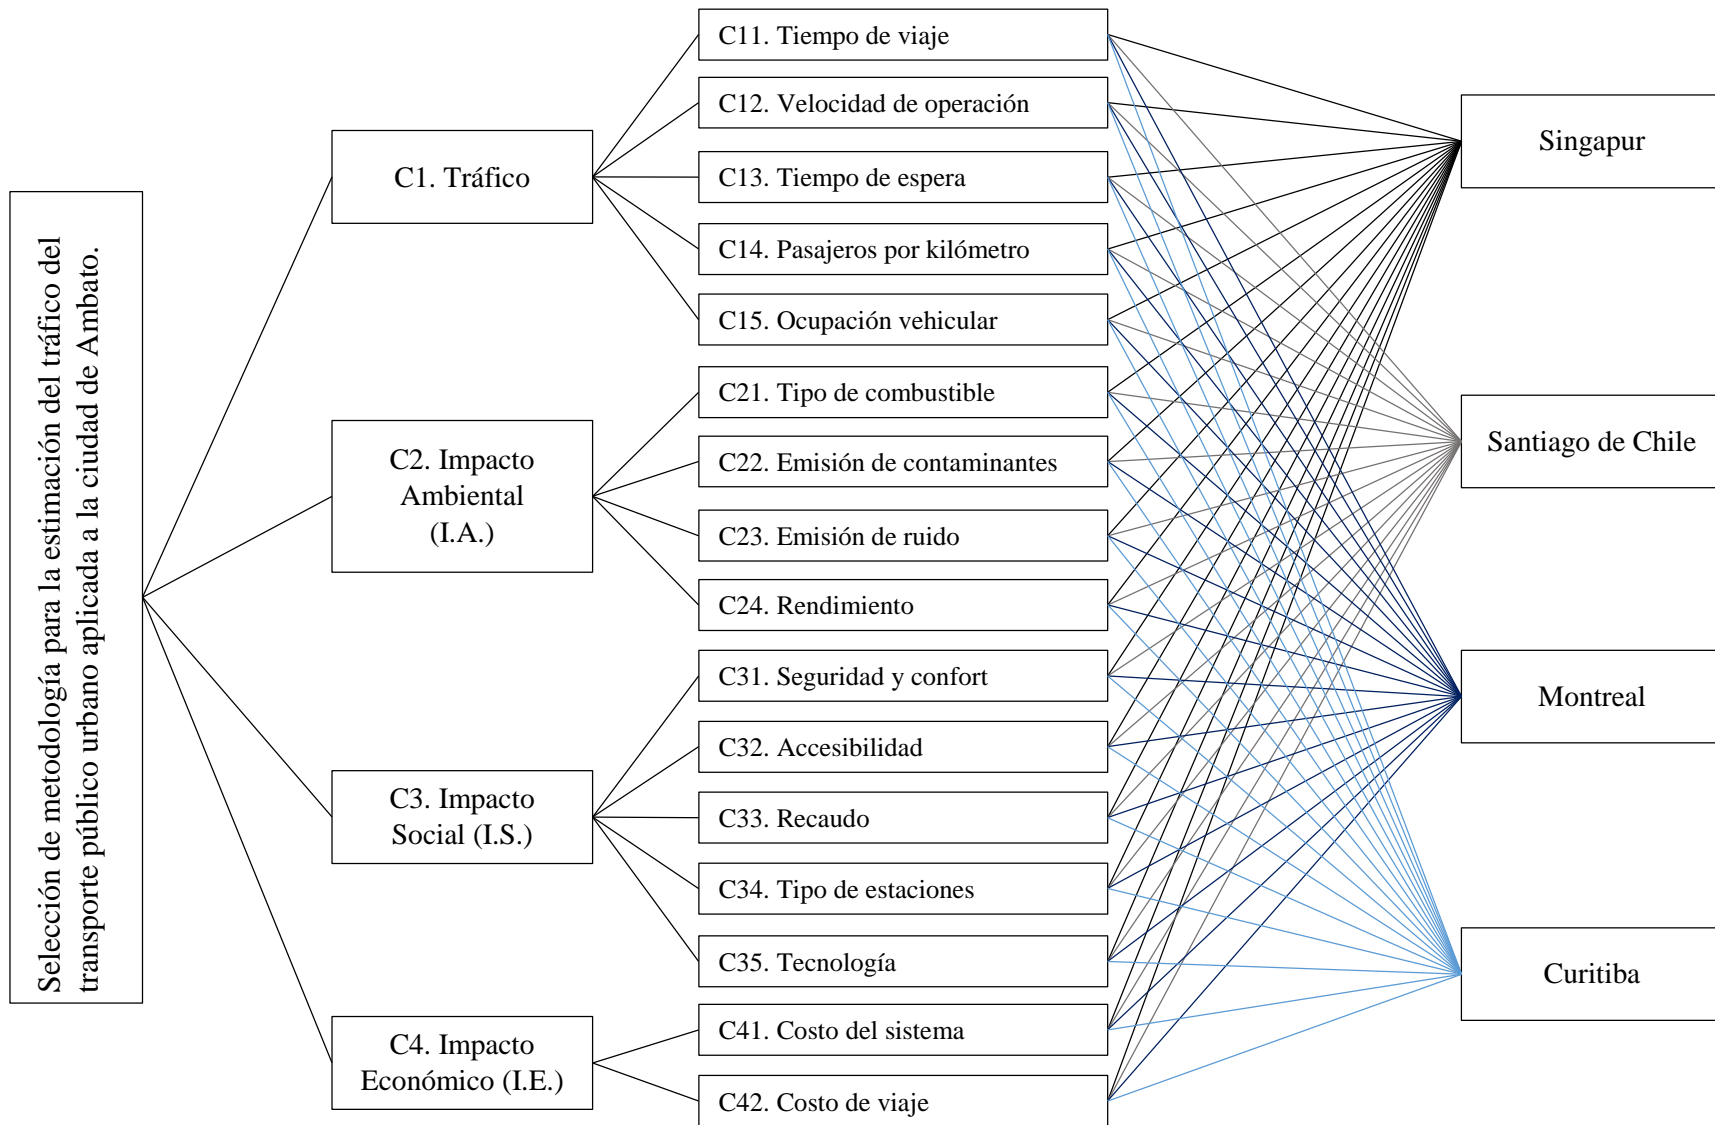 Selección de metodología para la estimación del tráfico del
transporte público urbano aplicada a la ciudad de Ambato.
C1. Tráfico
C2. Impacto
Ambiental
(I.A.)
C3. Impacto
Social (I.S.)
C4. Impacto
Económico (I.E.)
C11. Tiempo de viaje
C12. Velocidad de operación
C13. Tiempo de espera
C14. Pasajeros por kilómetro
C15. Ocupación vehicular
C21. Tipo de combustible
C22. Emisión de contaminantes
C23. Emisión de ruido
C24. Rendimiento
C31. Seguridad y confort
C32. Accesibilidad
C33. Recaudo
C34. Tipo de estaciones
C35. Tecnología
C41. Costo del sistema
C42. Costo de viaje
Singapur
Santiago de Chile
Montreal
Curitiba